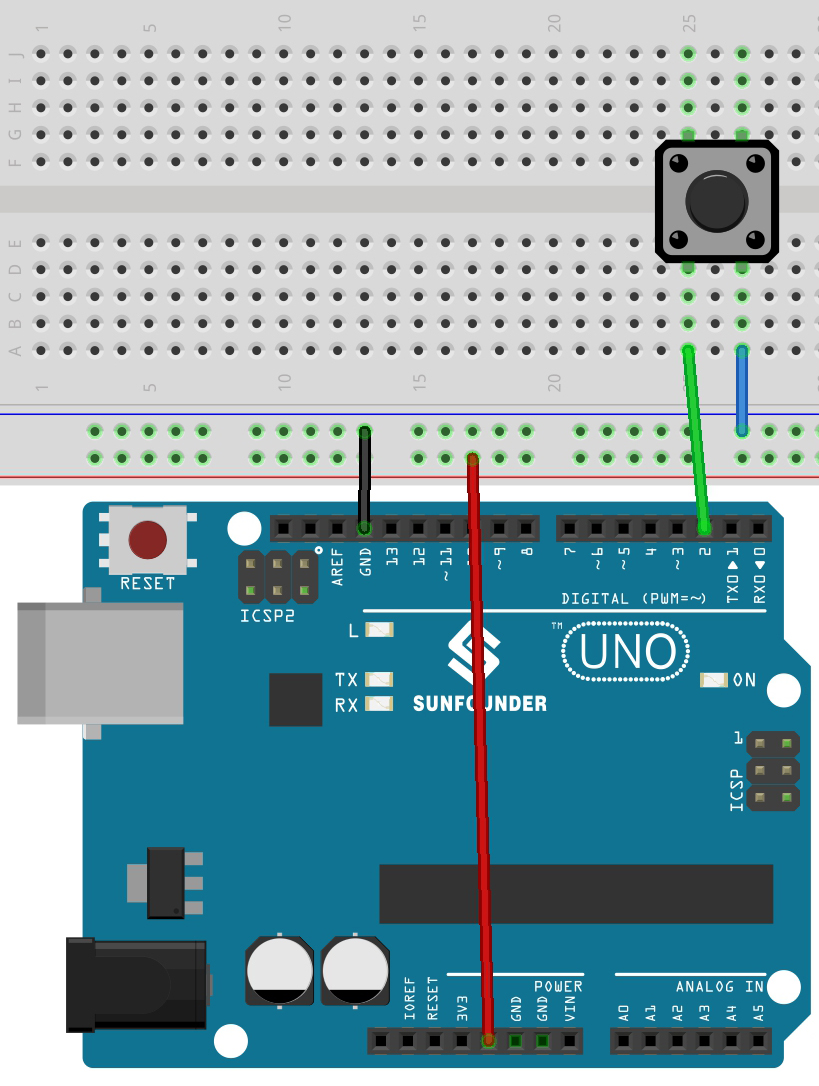 1 5 10 15 20 25
J
I
H
G
F
E
D
C
B
A
1 5 10 15 20
RESET
ICSP2
AREF
GND
13
12
~11
~9
8
7
~6
~5
4
~3
2
TX0▶1
RX0◀0
DIGITAL (PWM=~)
L
TX
RX
SUNFOUNDER
TM
UNO
ON
1
ICSP
POWER
ANALOG IN
IOREF
RESET
3V3
GND
GND
VIN
A0
A1
A2
A3
A4
A5